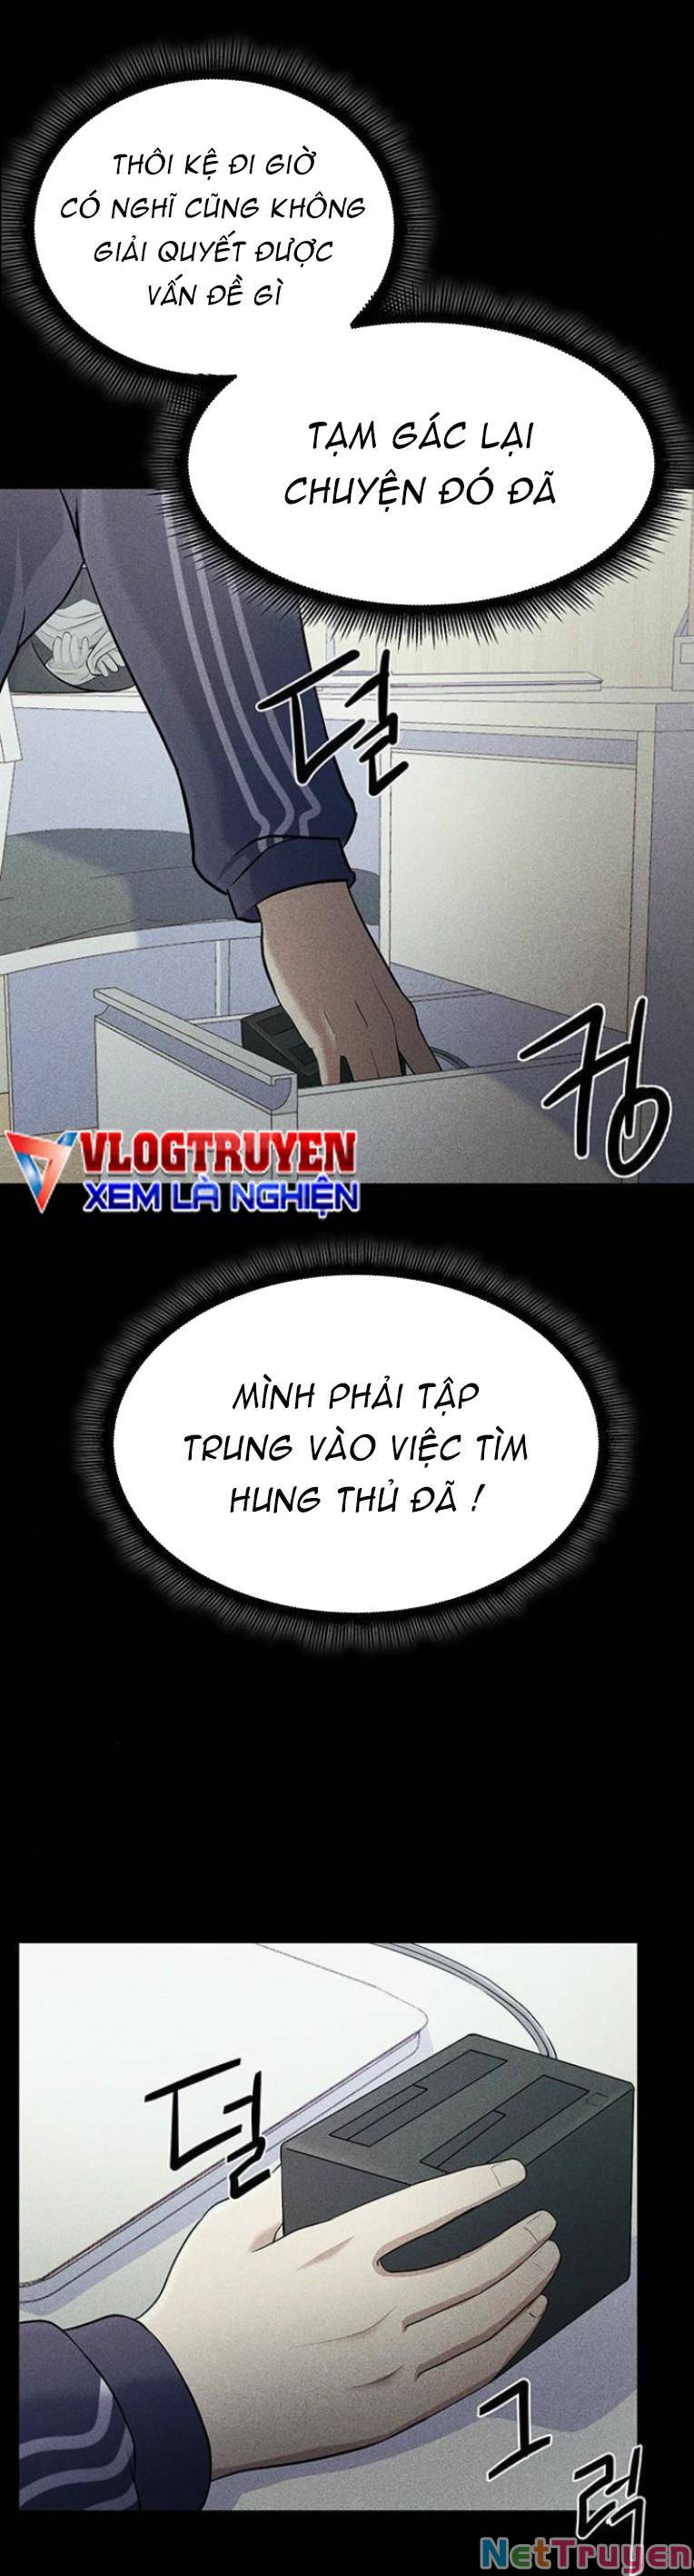 THÔI KỆ ĐI GIỜ
CÓ NGHĨ CŨNG KHÔNG
GIẢI QUYẾT ĐƯỢC
VẤN ĐỀ GÌ
TẠM GÁC LẠI
CHUYỆN ĐÓ ĐÃ
덜
컹
VLOGTRUYEN
XEM LÀ NGHIỆN
MÌNH PHẢI TẬP
TRUNG VÀO VIỆC TÌM
HUNG THỦ ĐÃ !
덜
그
럭
NetTruyen